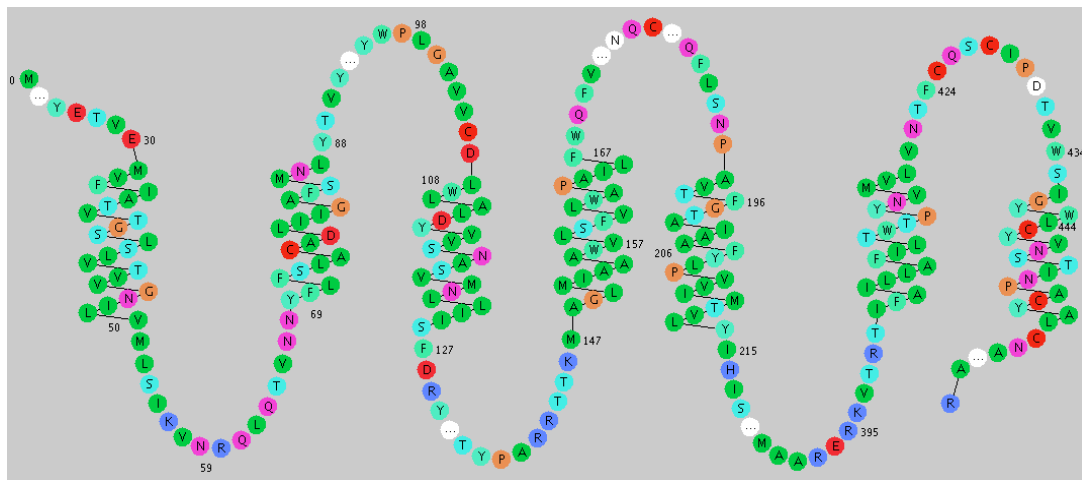 0
M ... Y E T V E
30
M V F I A T V T G S L S L V T V V G N I L
50
V M L S I K V N R Q L Q T V N N
59
69
Y F L F S L A C A D L I I G A F S M N L
88
Y T V Y ... Y W P L G A V V C D
98
L W L A L D Y V V S N A S V M N L L I I S
108
F D R Y ... T Y P A R R T T K
127
147
M A G L M I A A A W V L S F V L W A P A I L
157
167
F W Q F V ... N Q C ... Q F L S N P
A V T F G T A I A A F Y L P V V I M T V L Y
196
206
215
I H I S ... M A A R E R K V T R T
395
I F A I L L A F I L T W T P Y N V M V L V N T F
424
C Q S C I P D T V W S
434
I G Y W L C Y V N S T I N P A C Y A L C N A ... A R
444